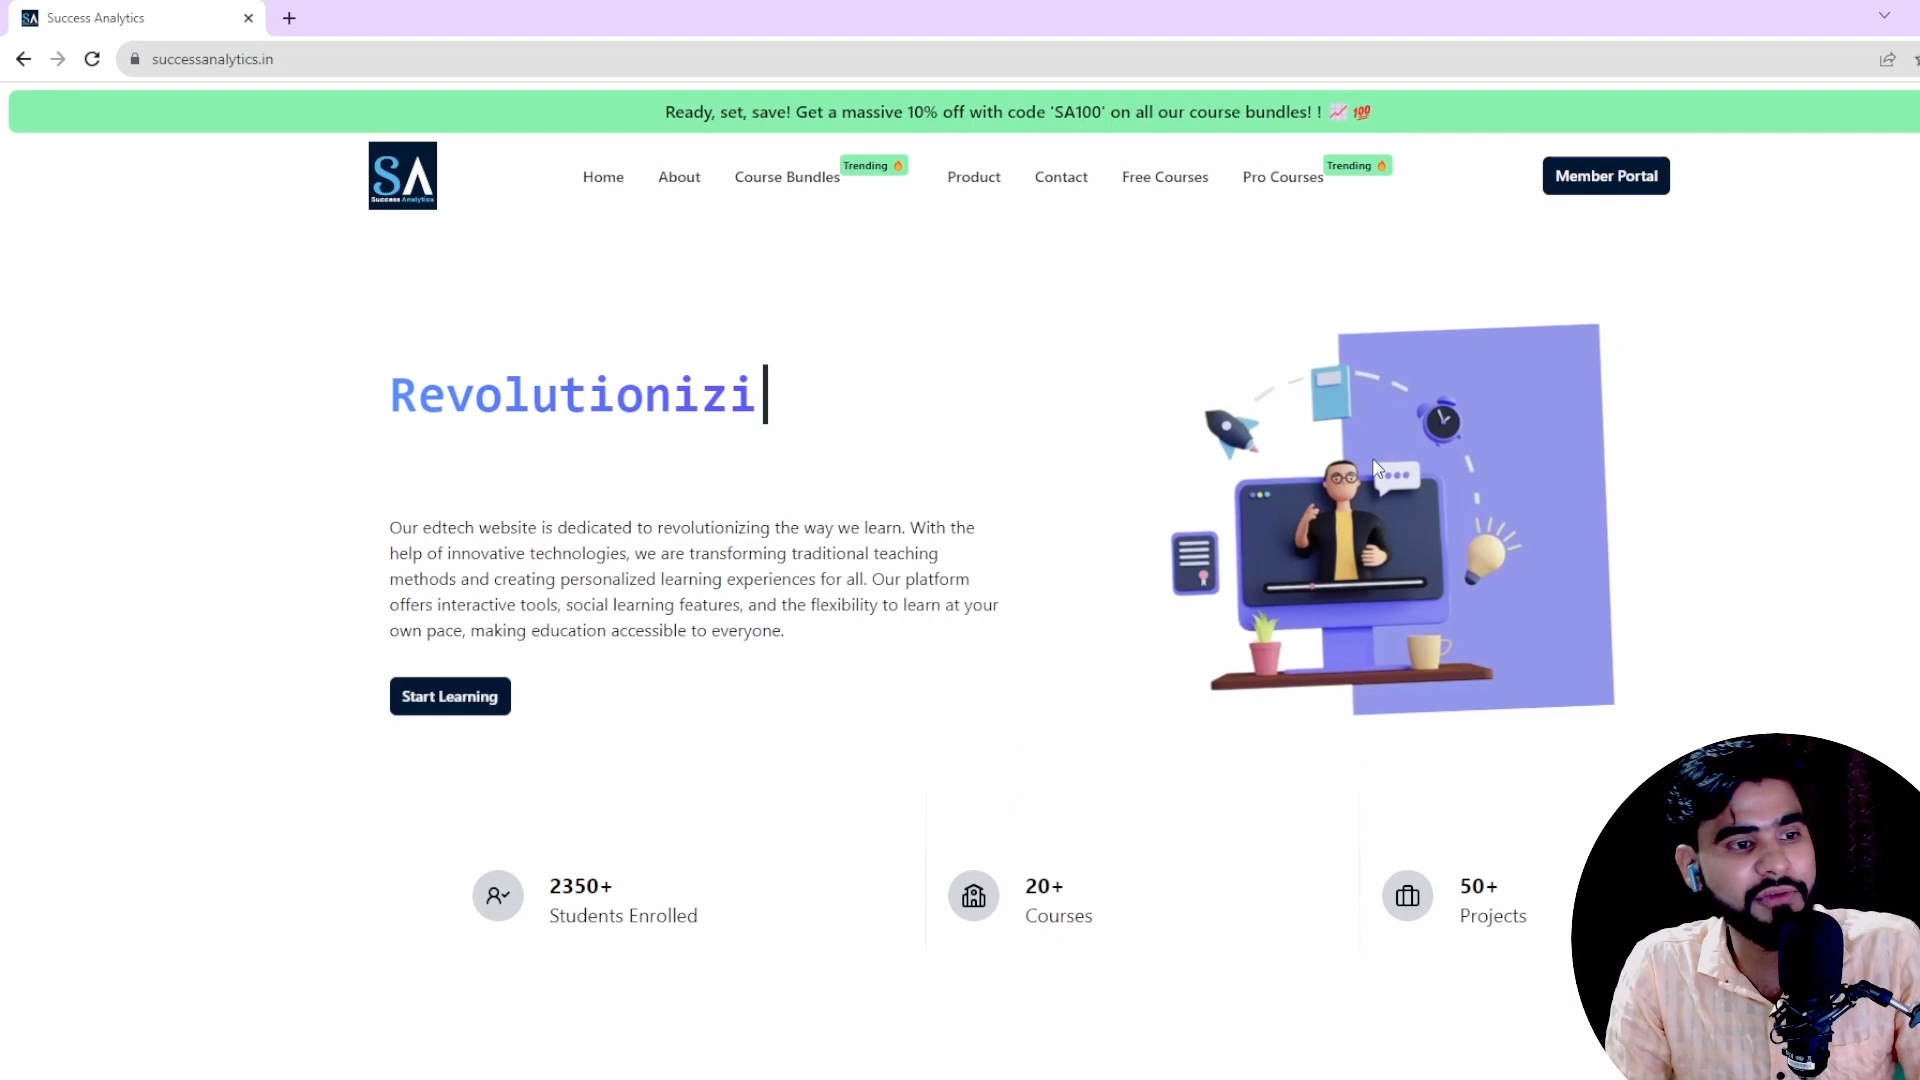 Success Analytics
successanalytics.in
Ready, set, save! Get a massive 10% off with code 'SA100' on all our course bundles! ! 📈 💯
SA
Success Analytics
Home
About
Course Bundles
Trending 🔥
Product
Contact
Free Courses
Pro Courses
Trending 🔥
Member Portal
Revolutionizi
Our edtech website is dedicated to revolutionizing the way we learn. With the
help of innovative technologies, we are transforming traditional teaching
methods and creating personalized learning experiences for all. Our platform
offers interactive tools, social learning features, and the flexibility to learn at your
own pace, making education accessible to everyone.
Start Learning
2350+
Students Enrolled
20+
Courses
50+
Projects